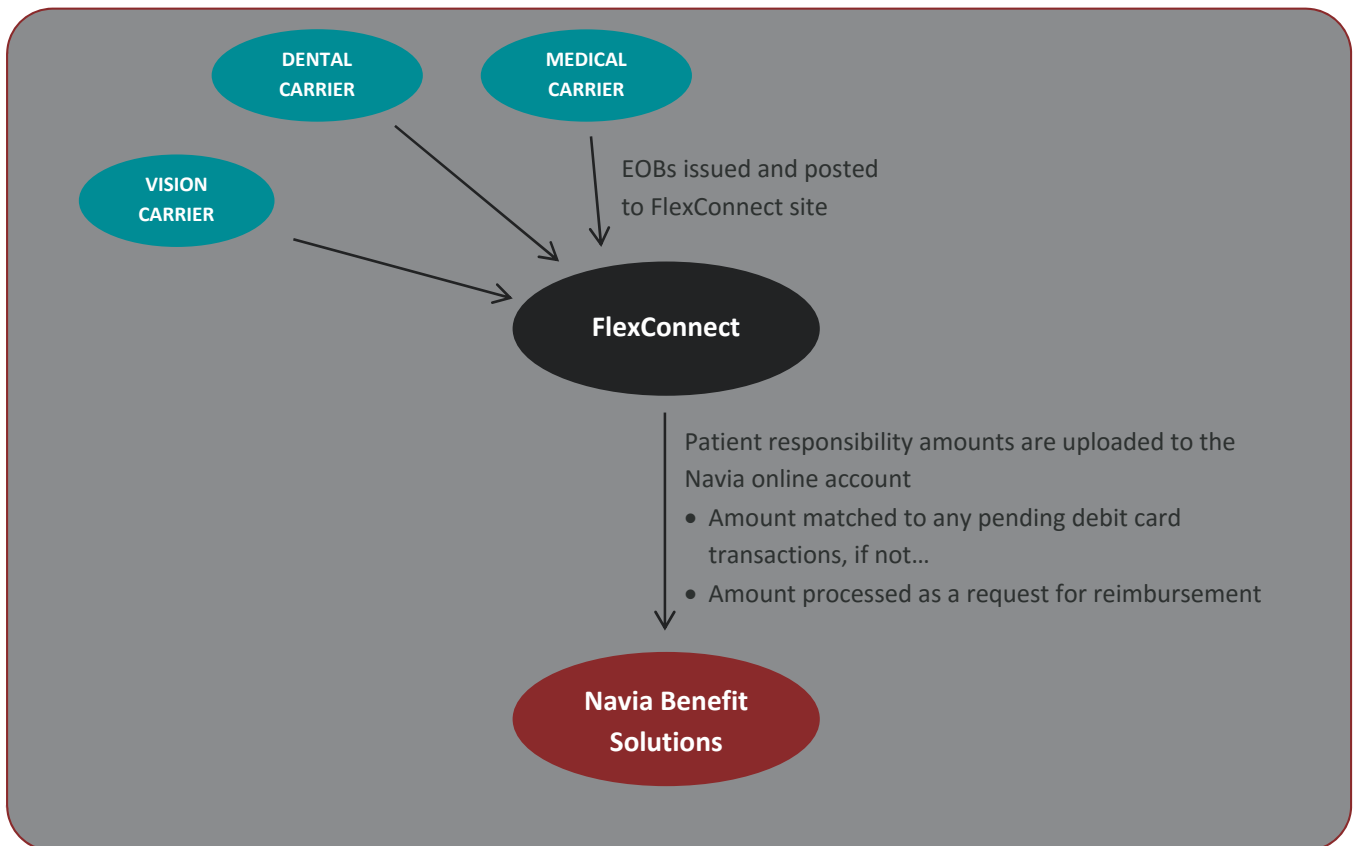 DENTAL
CARRIER
MEDICAL
CARRIER
VISION
CARRIER
EOBs issued and posted
to FlexConnect site
FlexConnect
Patient responsibility amounts are uploaded to the
Navia online account
• Amount matched to any pending debit card
transactions, if not…
• Amount processed as a request for reimbursement
Navia Benefit
Solutions